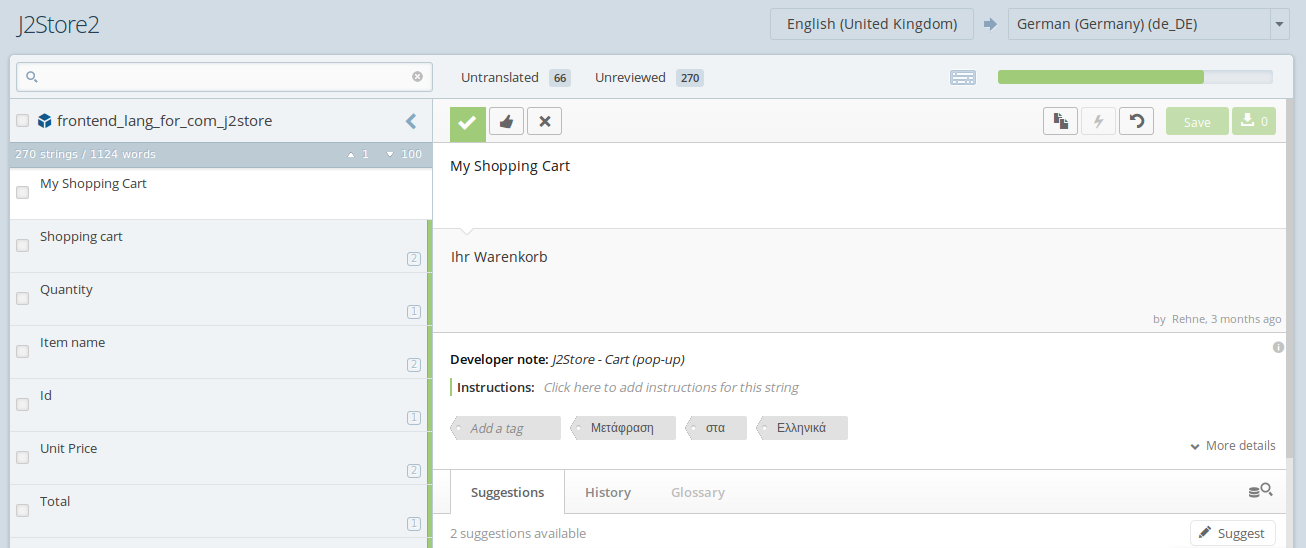 J2Store2
English (United Kingdom)
German (Germany) (de_DE)
Untranslated 66 Unreviewed 270
frontend_lang_for_com_j2store
270 strings / 1124 words 1 100
My Shopping Cart
Shopping cart
2
Quantity
1
Item name
2
Id
1
Unit Price
2
Total
1
Save 0
My Shopping Cart
Ihr Warenkorb
by Rehne, 3 months ago
Developer note: J2Store - Cart (pop-up)
Instructions: Click here to add instructions for this string
Add a tag Μετάφραση στα Ελληνικά
More details
Suggestions History Glossary
2 suggestions available
Suggest